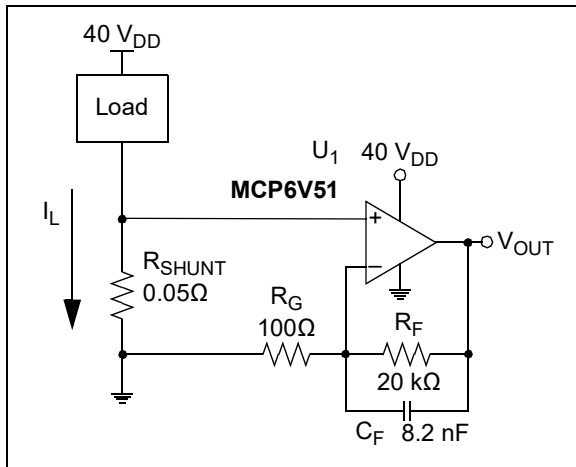 40 V_DD
Load
U_1 40 V_DD
MCP6V51
+
I_L
V_OUT
R_SHUNT
0.05Ω
–
R_G
100Ω
R_F
20 kΩ
C_F 8.2 nF